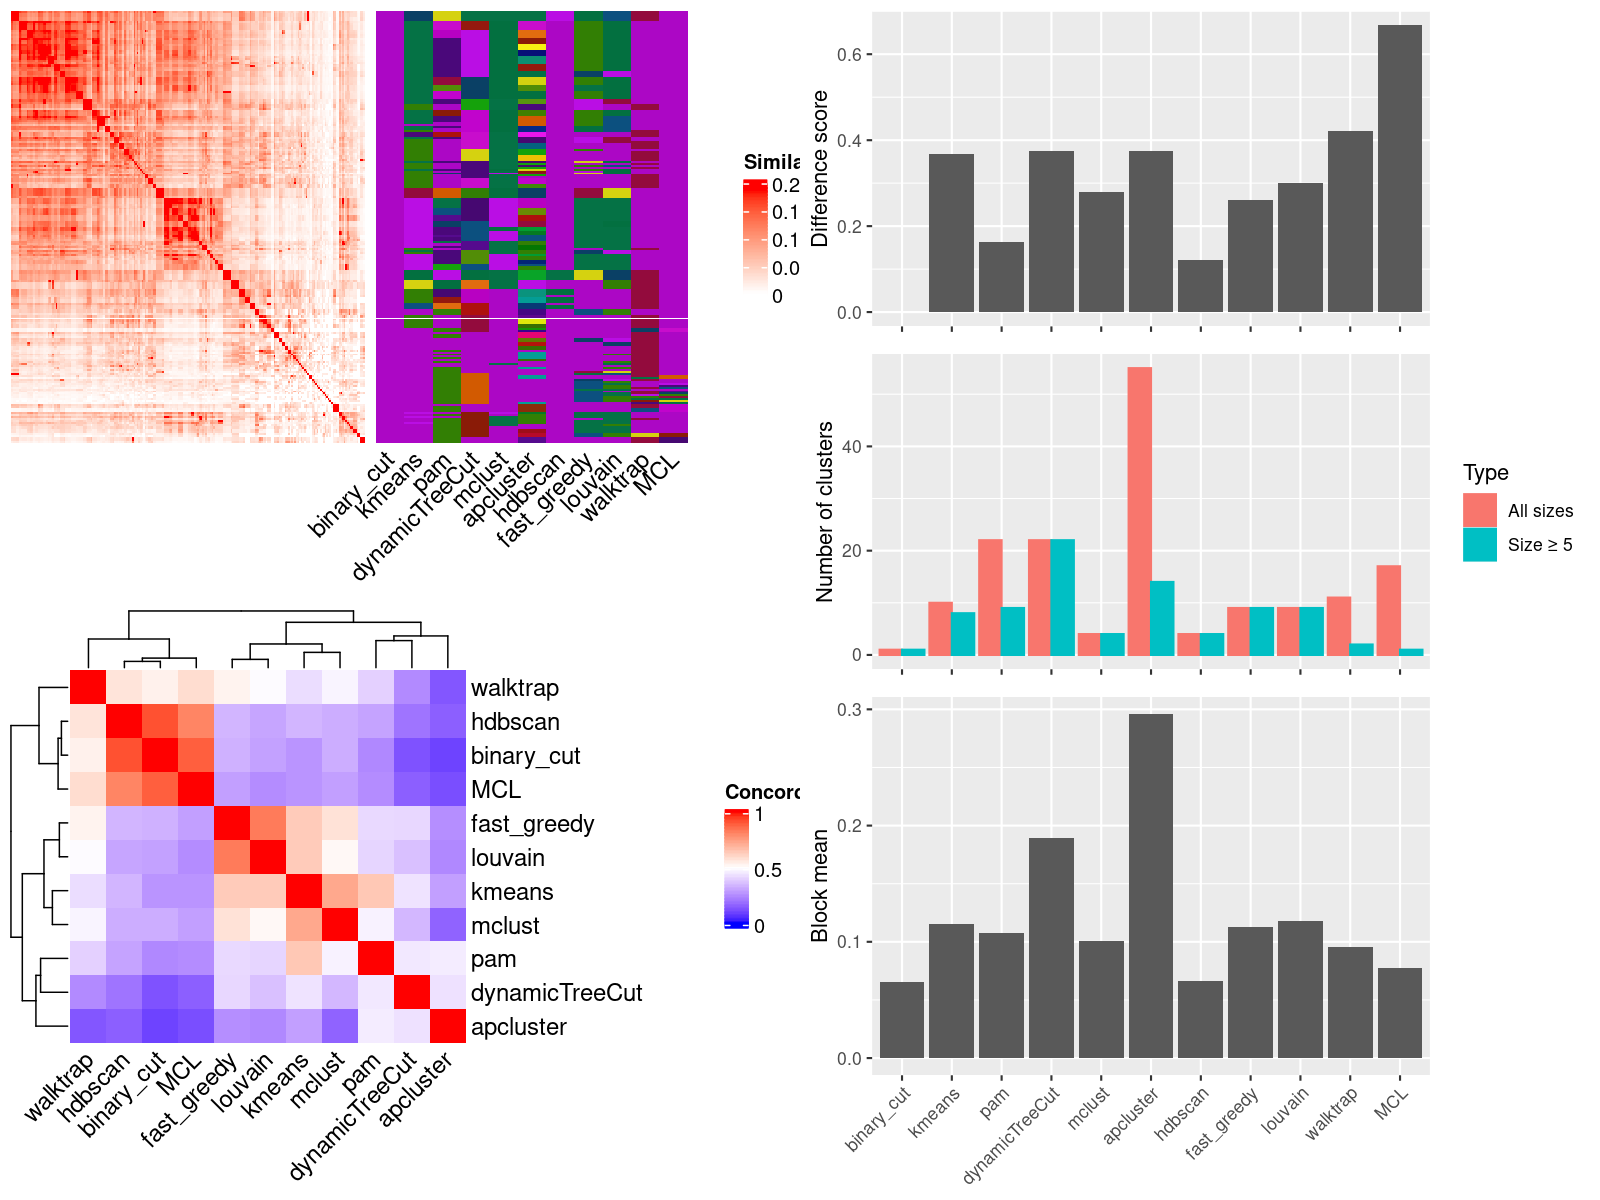 Simila
0.2
0.1
0.1
0.0
0
binary_cut
kmeans
pam
dynamicTreeCut
mclust
apcluster
hdbscan
fast_greedy
louvain
walktrap
MCL
Difference score
0.6
0.4
0.2
0.0
Number of clusters
40
20
0
Type
All sizes
Size ≥ 5
walktrap
hdbscan
binary_cut
MCL
fast_greedy
louvain
kmeans
mclust
pam
dynamicTreeCut
apcluster
walktrap
hdbscan
binary_cut
MCL
fast_greedy
louvain
kmeans
mclust
pam
dynamicTreeCut
apcluster
Concorc
1
0.5
0
Block mean
0.3
0.2
0.1
0.0
binary_cut
kmeans
pam
dynamicTreeCut
mclust
apcluster
hdbscan
fast_greedy
louvain
walktrap
MCL